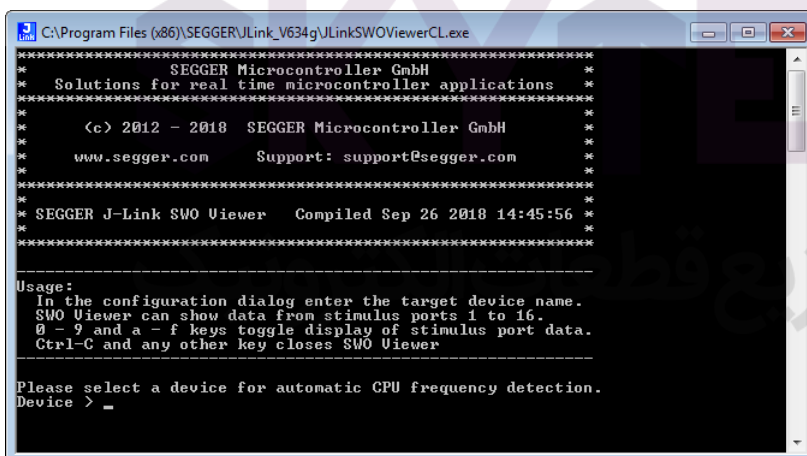 C:\Program Files (x86)\SEGGER\JLink_V634g\JLinkSWOViewerCL.exe
************************************************************
* SEGGER Microcontroller GmbH *
* Solutions for real time microcontroller applications *
************************************************************
* *
* (c) 2012 - 2018 SEGGER Microcontroller GmbH *
* *
* www.segger.com Support: support@segger.com *
* *
************************************************************
* *
* SEGGER J-Link SWO Viewer Compiled Sep 26 2018 14:45:56 *
* *
************************************************************
------------------------------------------------------------
Usage:
In the configuration dialog enter the target device name.
SWO Viewer can show data from stimulus ports 1 to 16.
0 - 9 and a - f keys toggle display of stimulus port data.
Ctrl-C and any other key closes SWO Viewer
------------------------------------------------------------
Please select a device for automatic CPU frequency detection.
Device > _